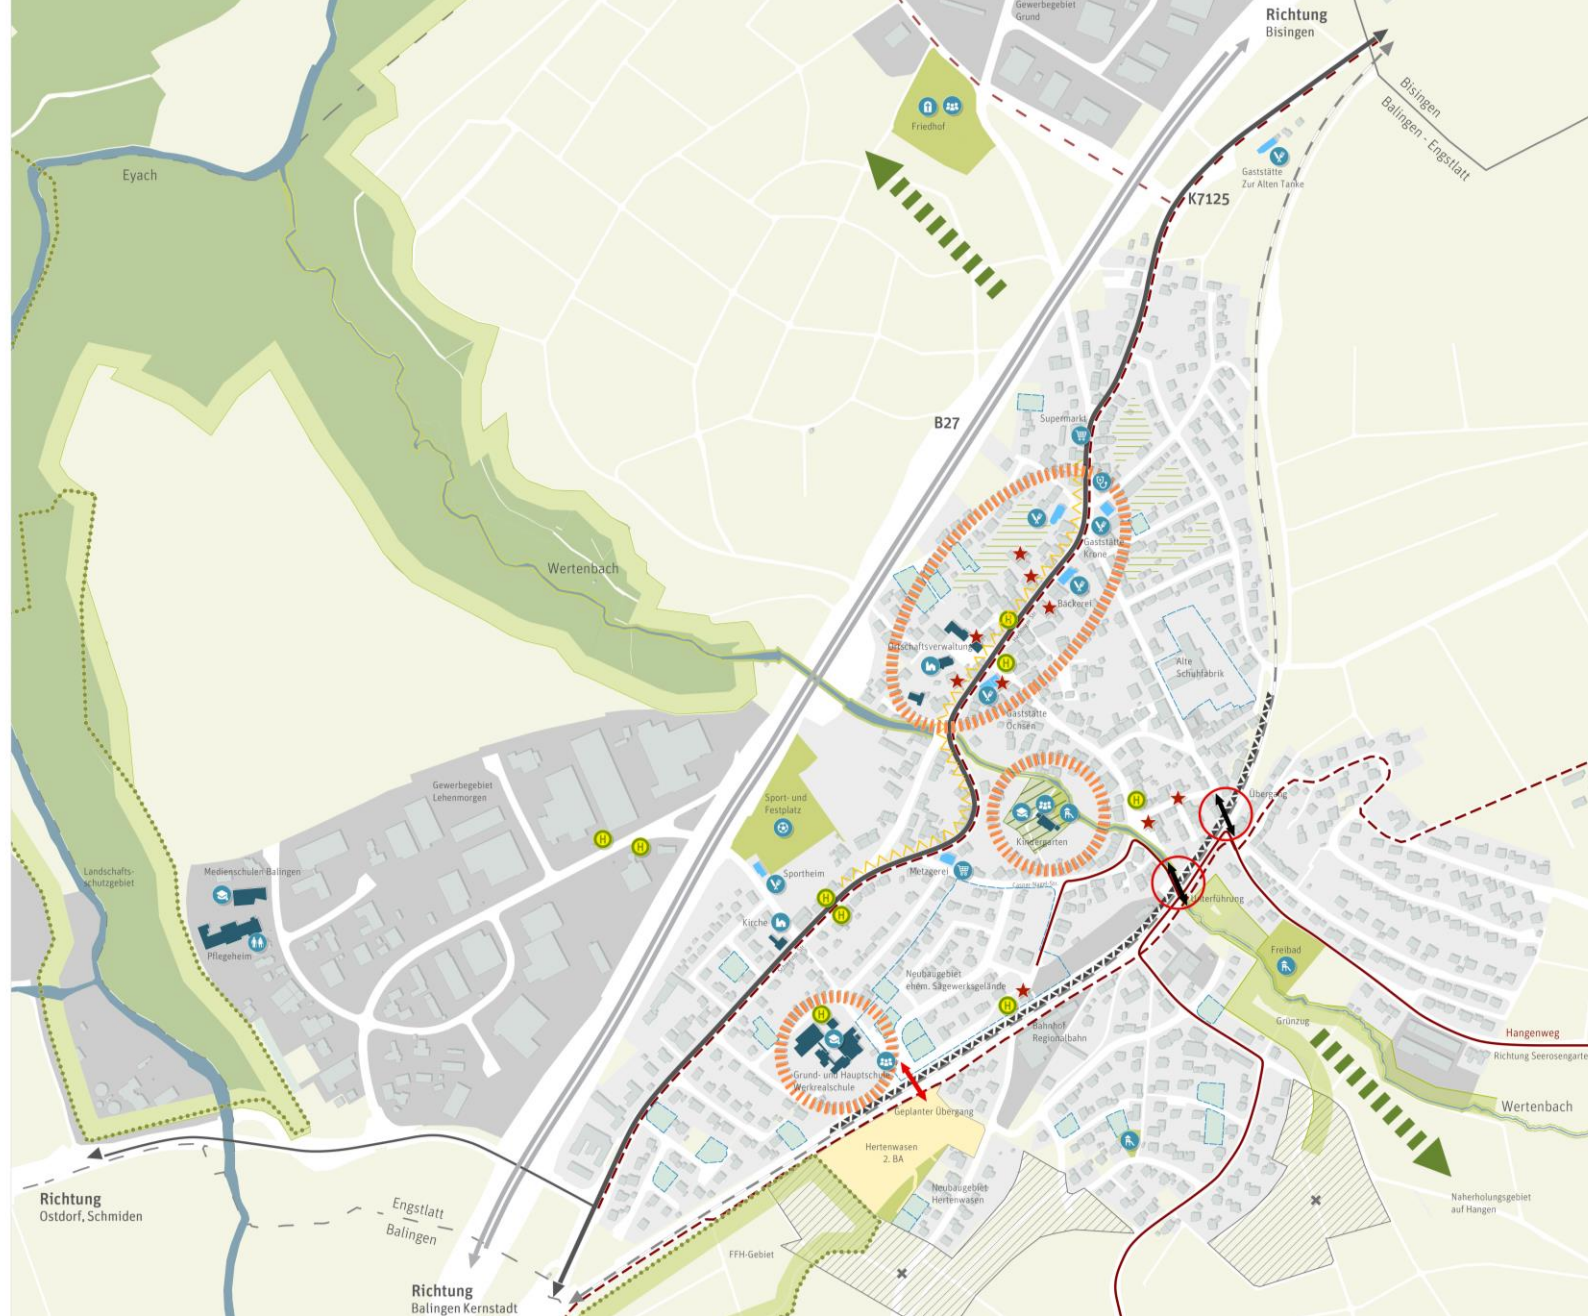 Gewerbegebiet
Grund
Richtung
Bisingen
Bisingen
Balingen - Engstlatt
Friedhof
Gaststätte
Zur Alten Tanke
Eyach
K7125
B27
Supermarkt
Gaststätte
Krone
Wertenbach
Bäckerei
Ortschaftsverwaltung
Alte
Schuhfabrik
Gaststätte
Ochsen
Gewerbegebiet
Lehenmorgen
Sport- und
Festplatz
Übergang
Kindergarten
Landschafts-
schutzgebiet
Medienschulen Balingen
Sportheim
Metzgerei
Unterführung
Kirche
Pflegeheim
Freibad
Neubaugebiet
ehem. Sägewerksgelände
Grünzug
Bahnhof
Regionalbahn
Hangenweg
Richtung Seerosengarte
Grund- und Hauptschule
Werkrealschule
Geplanter Übergang
Wertenbach
Hertenwasen
2. BA
Neubaugebiet
Hertenwasen
Richtung
Ostdorf, Schmiden
Naherholungsgebiet
auf Hangen
Engstlatt
Balingen
FFH-Gebiet
Richtung
Balingen Kernstadt
H
H
H
H
H
H
H
H
H